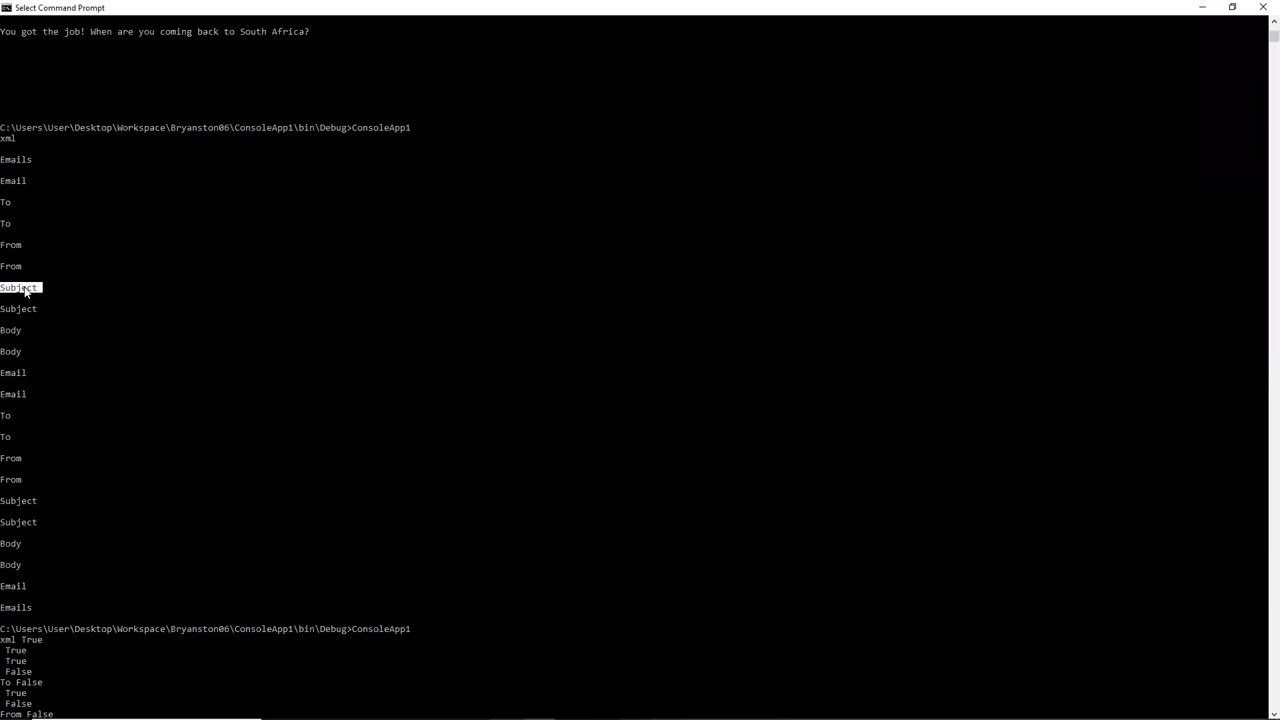 Select Command Prompt
You got the job! When are you coming back to South Africa?
C:\Users\User\Desktop\Workspace\Bryanston06\ConsoleApp1\bin\Debug>ConsoleApp1
xml
Emails
Email
To
To
From
From
Subject
Subject
Body
Body
Email
Email
To
To
From
From
Subject
Subject
Body
Body
Email
Emails
C:\Users\User\Desktop\Workspace\Bryanston06\ConsoleApp1\bin\Debug>ConsoleApp1
xml True
True
True
False
To False
True
False
From False